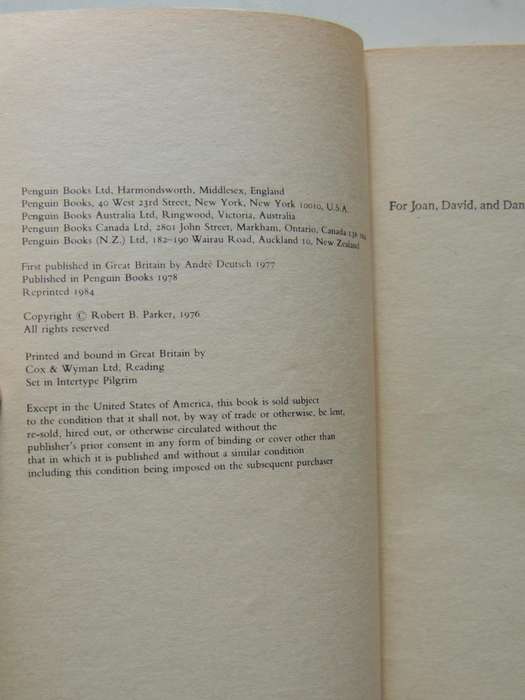 Penguin Books Ltd, Harmondsworth, Middlesex, England
Penguin Books, 40 West 23rd Street, New York, New York 10010, U.S.A.
Penguin Books Australia Ltd, Ringwood, Victoria, Australia
Penguin Books Canada Ltd, 2801 John Street, Markham, Ontario, Canada
Penguin Books (N.Z.) Ltd, 182-190 Wairau Road, Auckland 10, New Zealand
First published in Great Britain by André Deutsch 1977
Published in Penguin Books 1978
Reprinted 1984
Copyright © Robert B. Parker, 1976
All rights reserved
Printed and bound in Great Britain by
Cox & Wyman Ltd, Reading
Set in Intertype Pilgrim
Except in the United States of America, this book is sold subject
to the condition that it shall not, by way of trade or otherwise, be lent,
re-sold, hired out, or otherwise circulated without the
publisher's prior consent in any form of binding or cover other than
that in which it is published and without a similar condition
including this condition being imposed on the subsequent purchaser
For Joan, David, and Dan